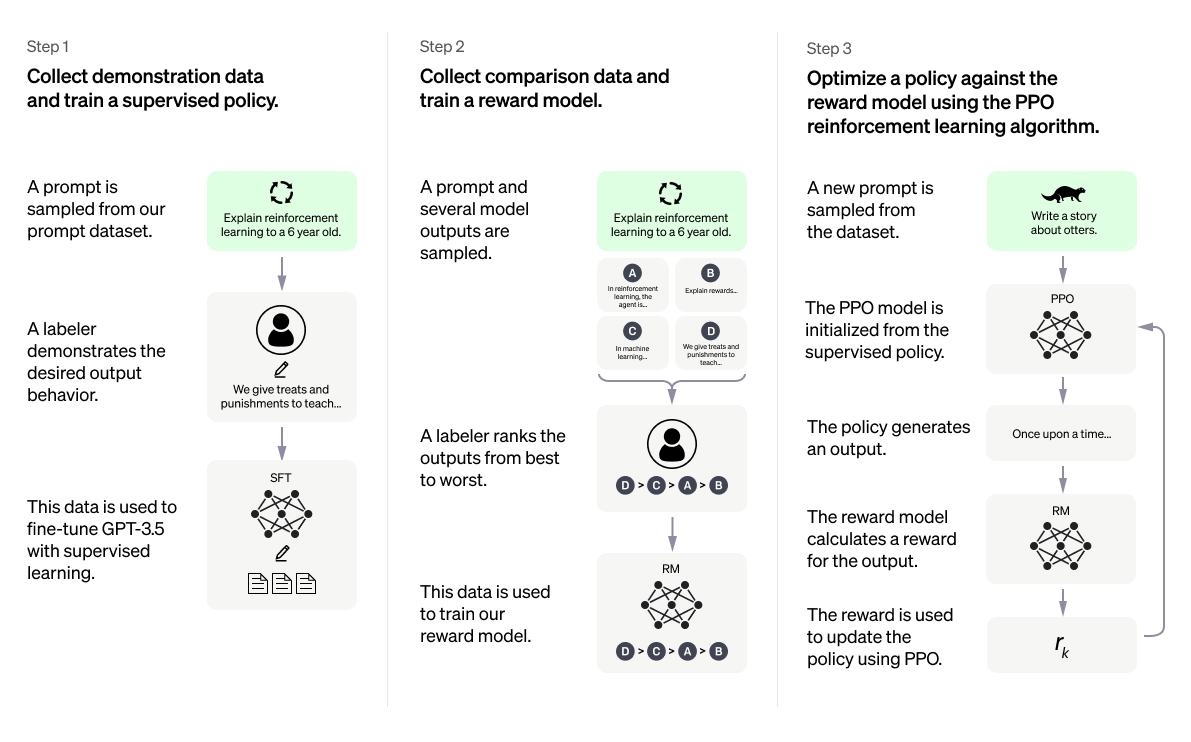 Step 1
Collect demonstration data
and train a supervised policy.
A prompt is
sampled from our
prompt dataset.
Explain reinforcement
learning to a 6 year old.
A labeler
demonstrates the
desired output
behavior.
We give treats and
punishments to teach...
This data is used to
fine-tune GPT-3.5
with supervised
learning.
SFT
Step 2
Collect comparison data and
train a reward model.
A prompt and
several model
outputs are
sampled.
Explain reinforcement
learning to a 6 year old.
A
In reinforcement
learning, the
agent is...
B
Explain rewards...
C
In machine
learning...
D
We give treats and
punishments to
teach...
A labeler ranks the
outputs from best
to worst.
D > C > A > B
This data is used
to train our
reward model.
RM
D > C > A > B
Step 3
Optimize a policy against the
reward model using the PPO
reinforcement learning algorithm.
A new prompt is
sampled from
the dataset.
Write a story
about otters.
The PPO model is
initialized from the
supervised policy.
PPO
The policy generates
an output.
Once upon a time...
The reward model
calculates a reward
for the output.
RM
The reward is used
to update the
policy using PPO.
rk